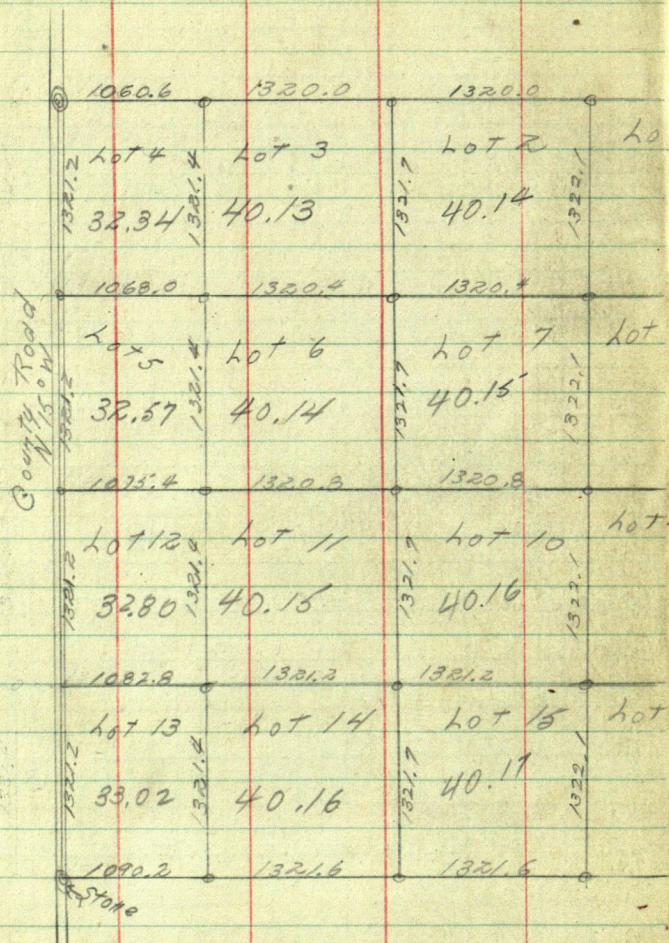 1060.6 1320.0 1320.0
Lot 4 Lot 3 Lot 2 Lo
1321.2 1321.4 1321.7 1322.1
32.34 40.13 40.14
1068.0 1320.4 1320.4
County Road
N 15° W
Lot 5 Lot 6 Lot 7 Lot
1321.2 1321.4 1321.7 1322.1
32.57 40.14 40.15
1075.4 1320.8 1320.8
Lot 12 Lot 11 Lot 10 Lot
1321.2 1321.4 1321.7 1322.1
32.80 40.15 40.16
1082.8 1321.2 1321.2
Lot 13 Lot 14 Lot 15 Lot
1321.2 1321.4 1321.7 1322.1
33.02 40.16 40.17
1090.2 1321.6 1321.6
Stone